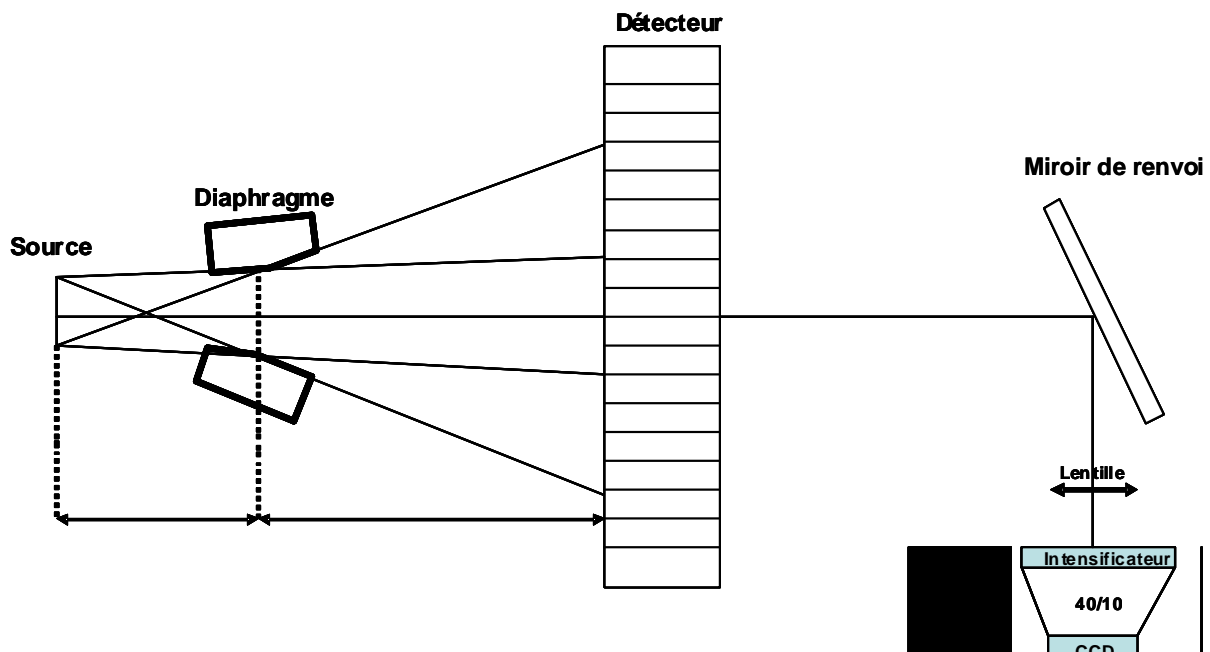 Détecteur
Miroir de renvoi
Diaphragme
Source
Lentille
Intensificateur
40/10
CCD